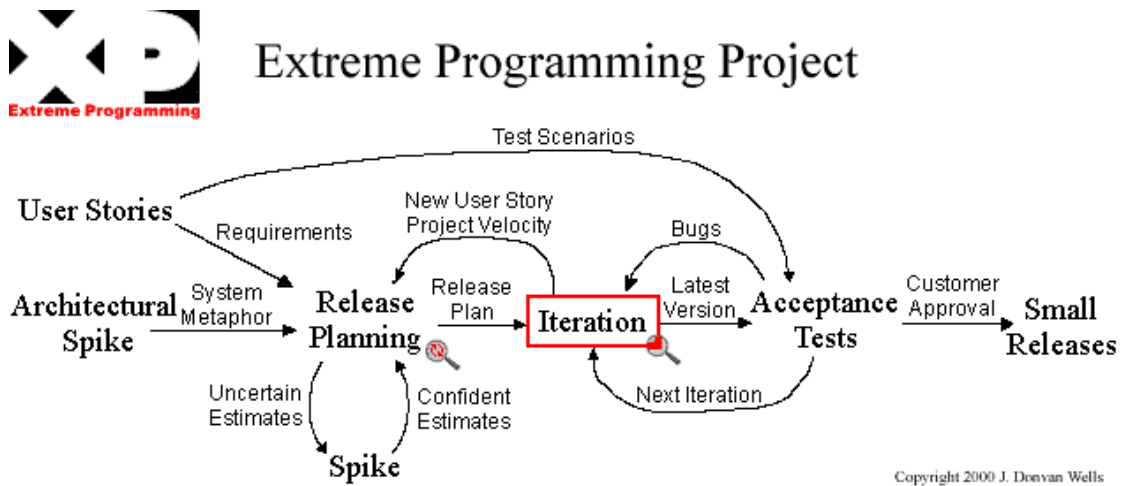 XP
Extreme Programming
Extreme Programming Project
Test Scenarios
User Stories
Requirements
New User Story
Project Velocity
Bugs
Architectural
Spike
System
Metaphor
Release
Planning
Release
Plan
Iteration
Latest
Version
Acceptance
Tests
Customer
Approval
Small
Releases
Uncertain
Estimates
Confident
Estimates
Next Iteration
Spike
Copyright 2000 J. Donvan Wells